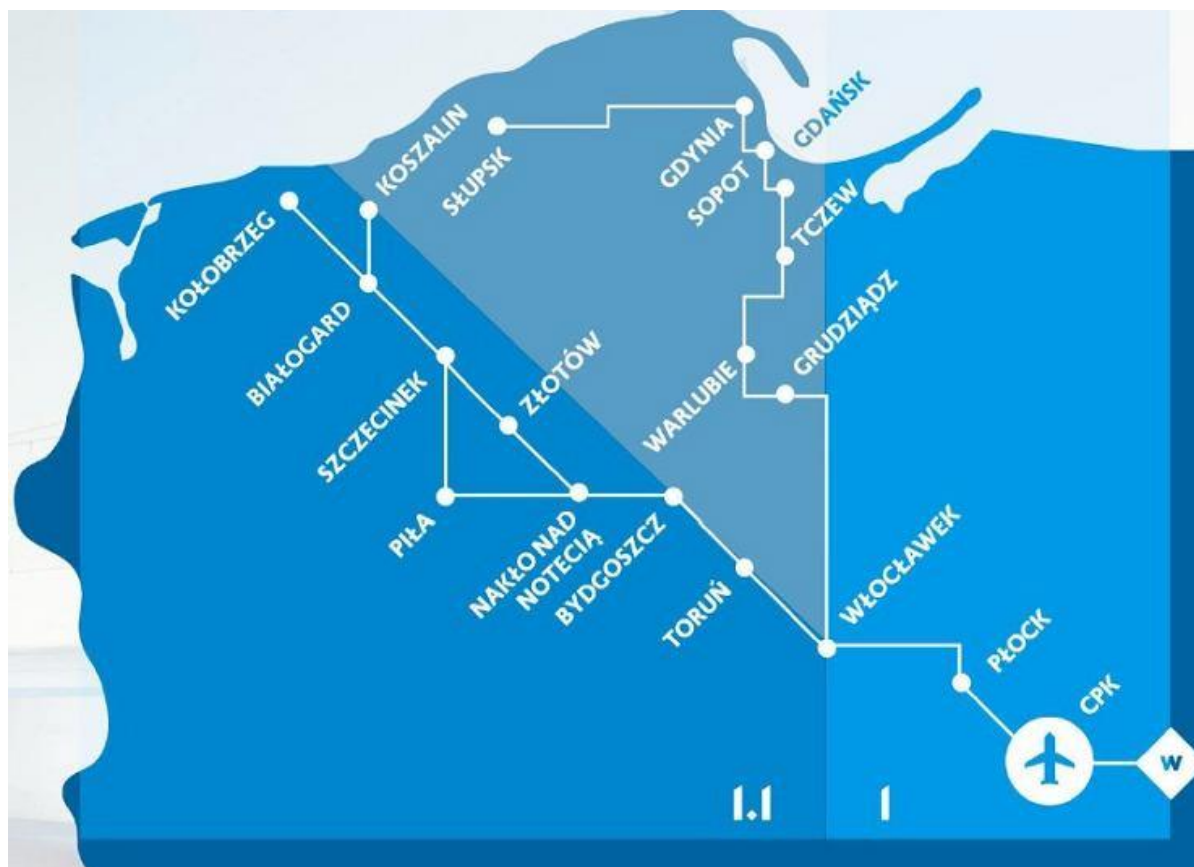 KOSZALIN
SŁUPSK
GDYNIA
GDAŃSK
SOPOT
TCZEW
KOŁOBRZEG
BIAŁOGARD
GRUDZIĄDZ
WARLUBIE
ZŁOTÓW
SZCZECINEK
PIŁA
NAKŁO NAD
NOTECIĄ
BYDGOSZCZ
TORUŃ
WŁOCŁAWEK
PŁOCK
CPK
W
1.1
1